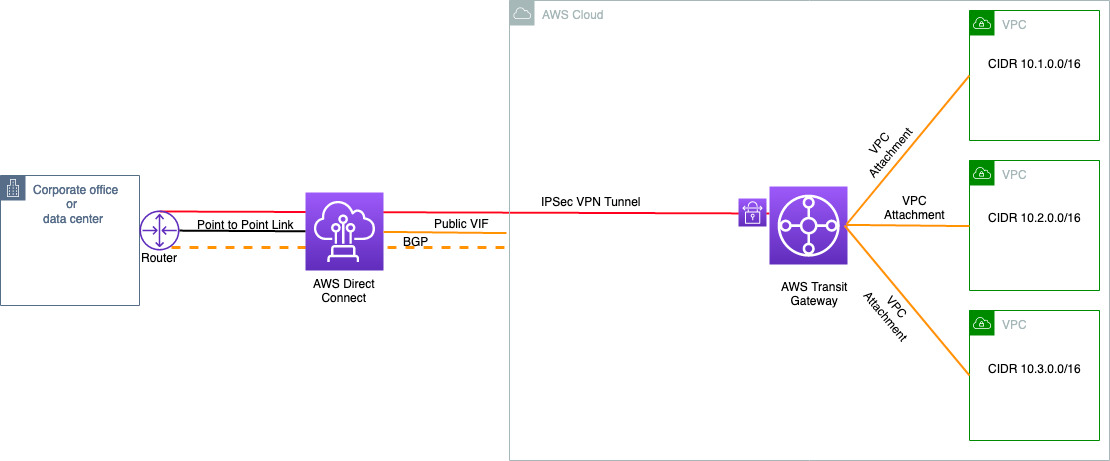 AWS Cloud
VPC
CIDR 10.1.0.0/16
VPC
Attachment
Corporate office
or
data center
Router
Point to Point Link
AWS Direct
Connect
Public VIF
BGP
IPSec VPN Tunnel
AWS Transit
Gateway
VPC
Attachment
VPC
CIDR 10.2.0.0/16
VPC
Attachment
VPC
CIDR 10.3.0.0/16